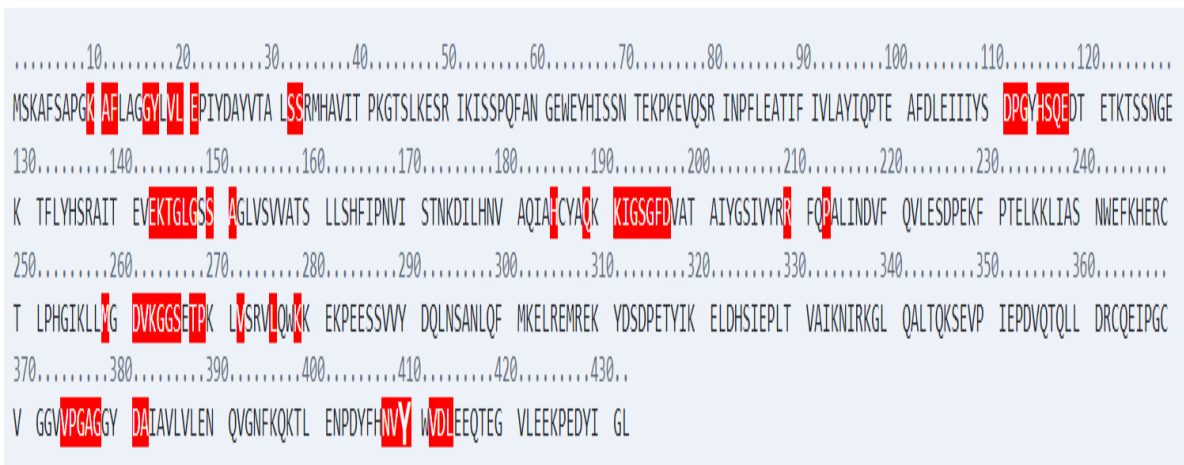 .........10........20........30........40........50........60........70........80........90........100.......110.......120.........
MSKAFSAPGK AFLAGGYLVL EPIYDAYVTA LSSRMHAVIT PKGTSLKESR IKISSPQFAN GEWEYHISSN TEKPKEVQSR INPFLEATIF IVLAYIQPTE AFDLEIIIYS DPGYHSQEDT ETKTSSNGE
130.......140.......150.......160.......170.......180.......190.......200.......210.......220.......230.......240.........
K TFLYHSRAIT EVEKTGLGSS AGLVSVVATS LLSHFIPNVI STNKDILHNV AQIAHCYAQK KIGSGFDVAT AIYGSIVYRR FQPALINDVF QVLESDPEKF PTELKKLIAS NWEFKHERC
250.......260.......270.......280.......290.......300.......310.......320.......330.......340.......350.......360.........
T LPHGIKLLMG DVKGGSETPK LVSRVLQWKK EKPEESSVVY DQLNSANLQF MKELREMREK YDSDPETYIK ELDHSIEPLT VAIKNIRKGL QALTQKSEVP IEPDVQTQLL DRCQEIPGC
370.......380.......390.......400.......410.......420.......430..
V GGVVPGAGGY DAIAVLVLEN QVGNFKQKTL ENPDYFHNVY WVDLEEQTEG VLEEKPEDYI GL